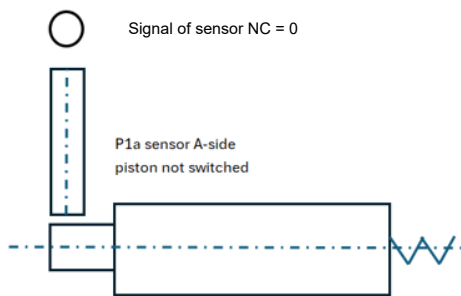 Signal of sensor NC = 0
P1a sensor A-side
piston not switched